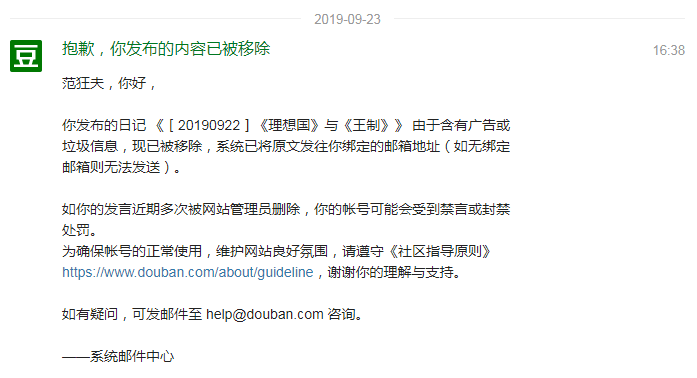 2019-09-23
豆
抱歉，你发布的内容已被移除
16:38
范狂夫，你好，
你发布的日记 《［20190922］《理想国》与《王制》》 由于含有广告或
垃圾信息，现已被移除，系统已将原文发往你绑定的邮箱地址（如无绑定
邮箱则无法发送）。
如你的发言近期多次被网站管理员删除，你的帐号可能会受到禁言或封禁
处罚。
为确保帐号的正常使用，维护网站良好氛围，请遵守《社区指导原则》
https://www.douban.com/about/guideline，谢谢你的理解与支持。
如有疑问，可发邮件至 help@douban.com 咨询。
——系统邮件中心